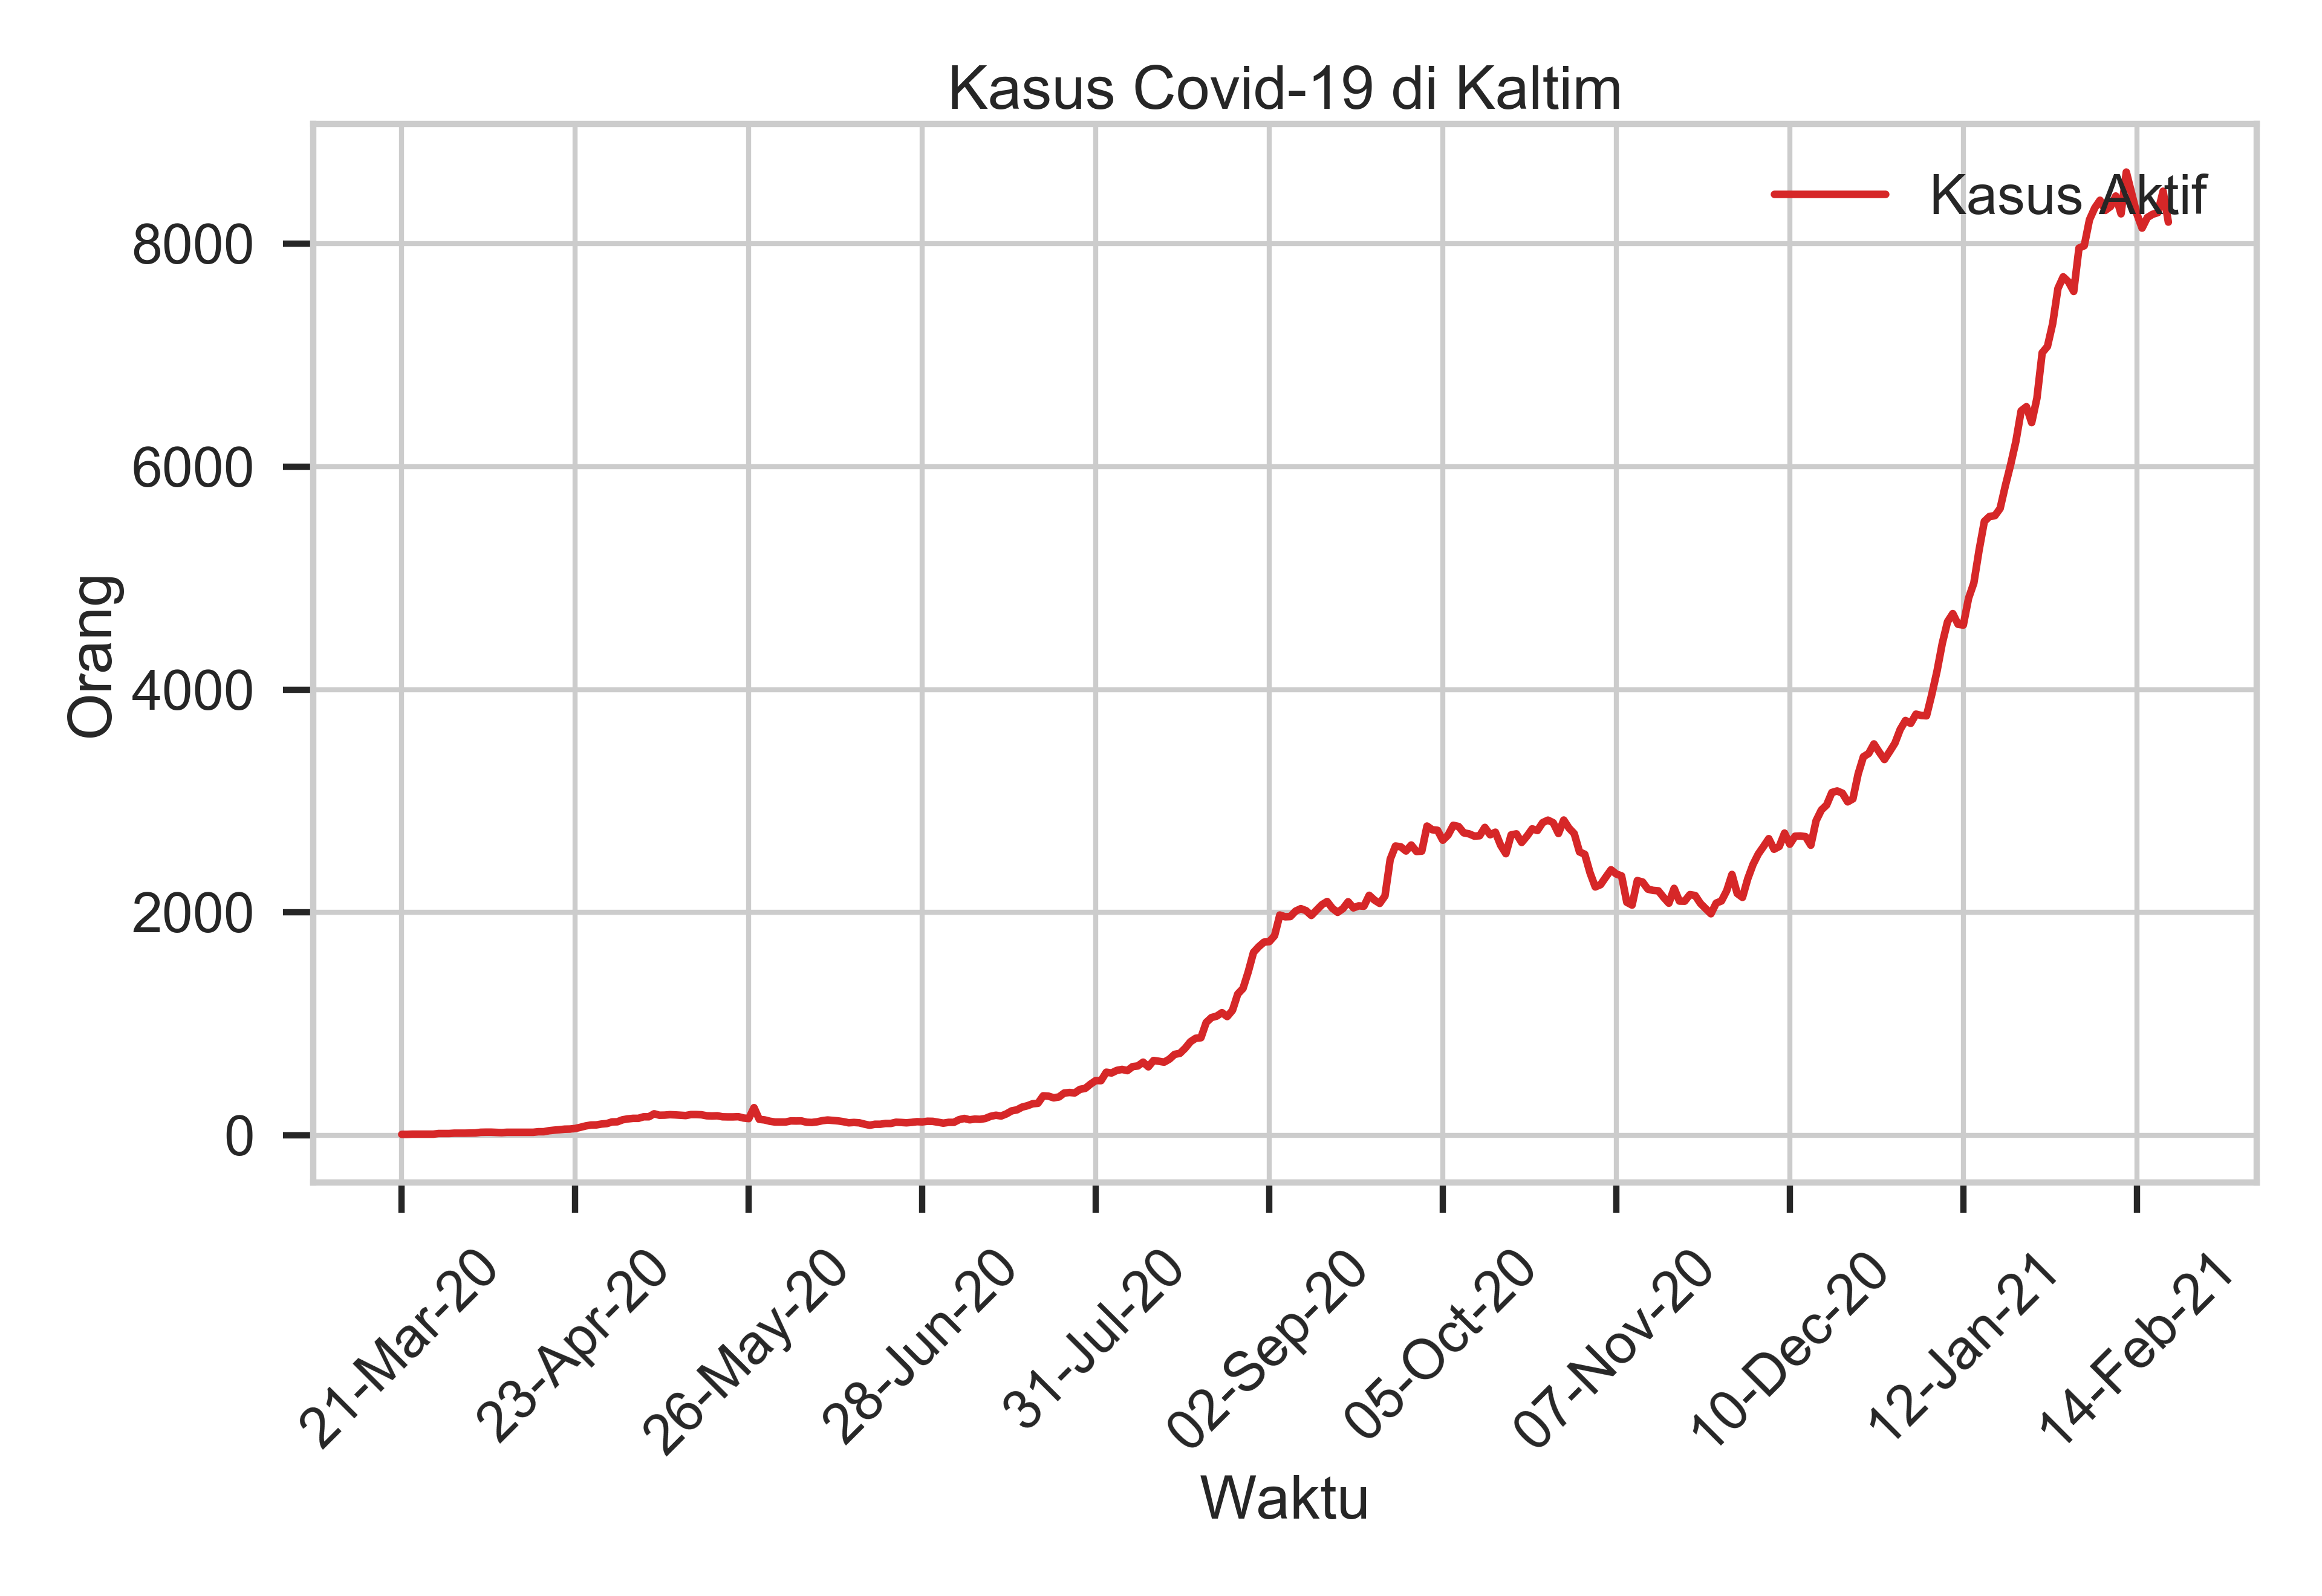 Kasus Covid-19 di Kaltim
Kasus Aktif
Orang
8000
6000
4000
2000
0
21-Mar-20
23-Apr-20
26-May-20
28-Jun-20
31-Jul-20
02-Sep-20
05-Oct-20
07-Nov-20
10-Dec-20
12-Jan-21
14-Feb-21
Waktu